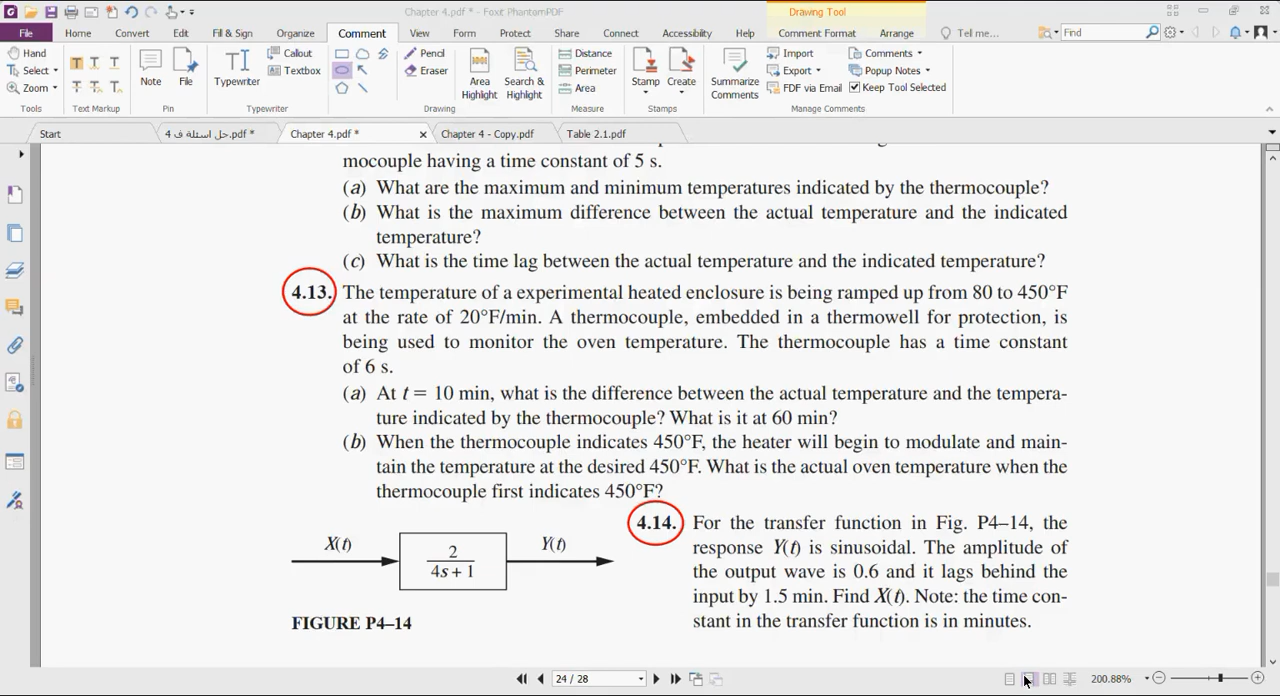 Chapter 4.pdf * - Foxit PhantomPDF
Drawing Tool
File Home Convert Edit Fill & Sign Organize Comment View Form Protect Share Connect Accessibility Help Comment Format Arrange Tell me... Find
Hand
Select
Zoom
Tools
T T T
T T T
Text Markup
Note File
Pin
Typewriter
Callout
Textbox
Typewriter
Pencil
Eraser
Area Highlight
Search & Highlight
Drawing
Distance
Perimeter
Area
Measure
Stamp Create
Stamps
Summarize Comments
Import
Export
FDF via Email
Comments
Popup Notes
Keep Tool Selected
Manage Comments
Start
حل اسئلة ف 4.pdf *
Chapter 4.pdf *
Chapter 4 - Copy.pdf
Table 2.1.pdf
mocouple having a time constant of 5 s.
(a) What are the maximum and minimum temperatures indicated by the thermocouple?
(b) What is the maximum difference between the actual temperature and the indicated
temperature?
(c) What is the time lag between the actual temperature and the indicated temperature?
4.13. The temperature of a experimental heated enclosure is being ramped up from 80 to 450°F
at the rate of 20°F/min. A thermocouple, embedded in a thermowell for protection, is
being used to monitor the oven temperature. The thermocouple has a time constant
of 6 s.
(a) At t = 10 min, what is the difference between the actual temperature and the tempera-
ture indicated by the thermocouple? What is it at 60 min?
(b) When the thermocouple indicates 450°F, the heater will begin to modulate and main-
tain the temperature at the desired 450°F. What is the actual oven temperature when the
thermocouple first indicates 450°F?
X(t)
2
4s + 1
Y(t)
FIGURE P4–14
4.14. For the transfer function in Fig. P4–14, the
response Y(t) is sinusoidal. The amplitude of
the output wave is 0.6 and it lags behind the
input by 1.5 min. Find X(t). Note: the time con-
stant in the transfer function is in minutes.
24 / 28
200.88%